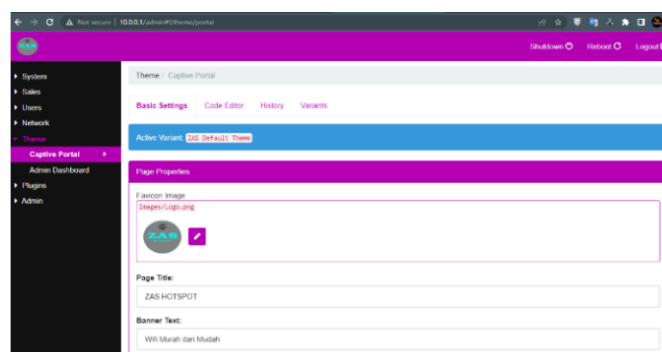 Not secure | 10.0.0.1/admin#!/theme/portal
ZAS
Shutdown
Reboot
Logout
System
Sales
Users
Network
Theme
Captive Portal
Admin Dashboard
Plugins
Admin
Theme / Captive Portal
Basic Settings Code Editor History Variants
Active Variant: ZAS Default Theme
Page Properties
Favicon Image
Images/Logo.png
ZAS
Page Title:
ZAS HOTSPOT
Banner Text:
Wifi Murah dan Mudah